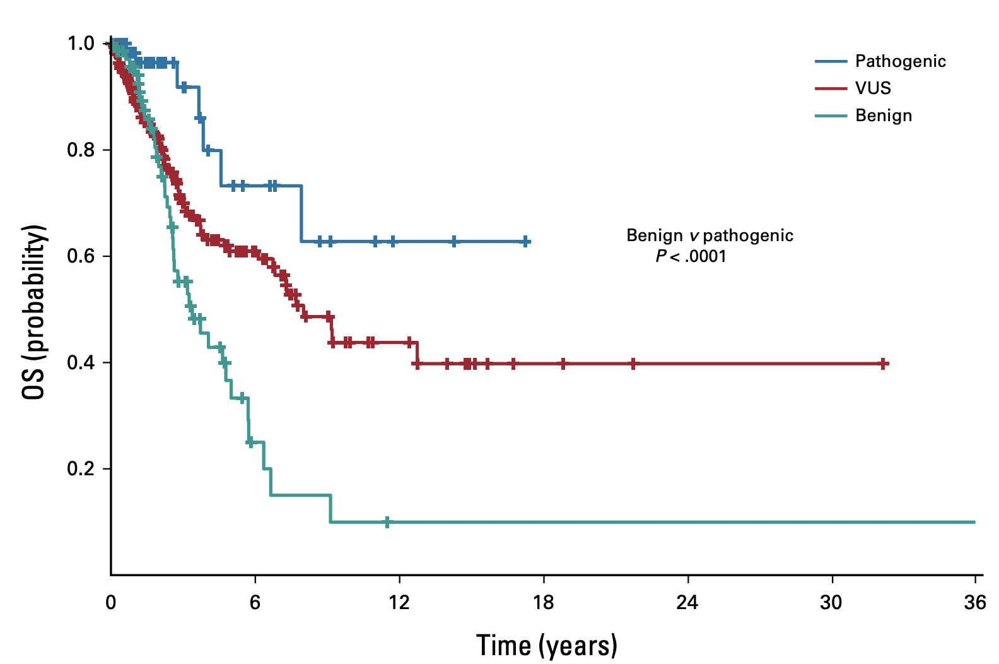 1.0
0.8
0.6
0.4
0.2
OS (probability)
Pathogenic
VUS
Benign
Benign v pathogenic
P < .0001
0 6 12 18 24 30 36
Time (years)